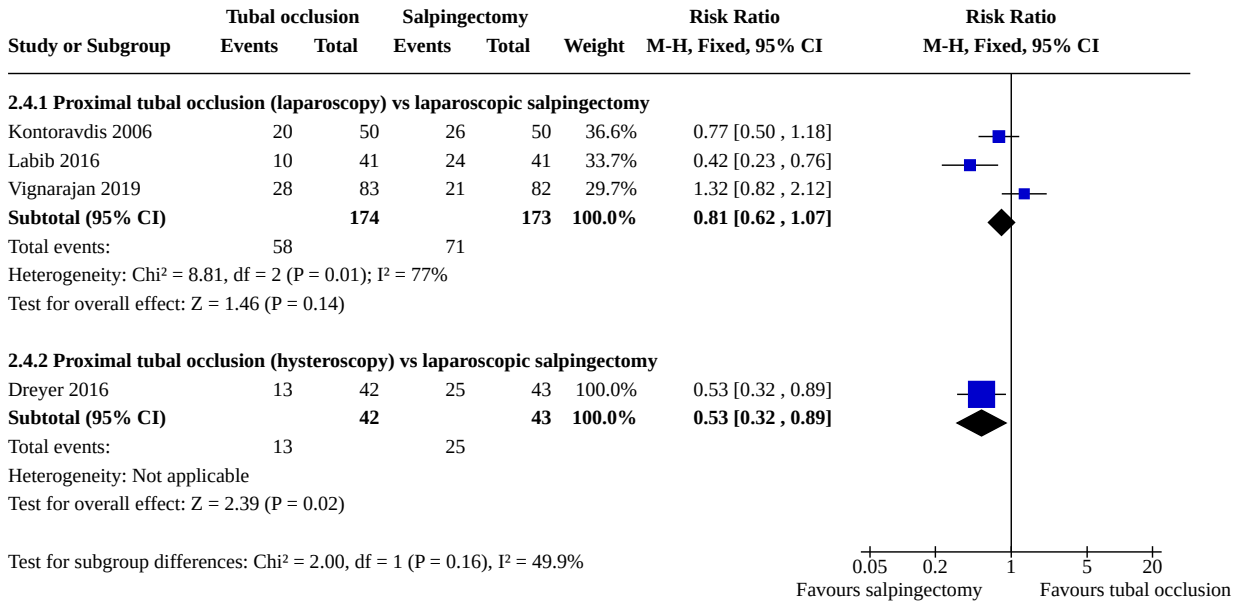 Tubal occlusion Salpingectomy Risk Ratio Risk Ratio
Study or Subgroup Events Total Events Total Weight M-H, Fixed, 95% CI M-H, Fixed, 95% CI
2.4.1 Proximal tubal occlusion (laparoscopy) vs laparoscopic salpingectomy
Kontoravdis 2006 20 50 26 50 36.6% 0.77 [0.50 , 1.18]
Labib 2016 10 41 24 41 33.7% 0.42 [0.23 , 0.76]
Vignarajan 2019 28 83 21 82 29.7% 1.32 [0.82 , 2.12]
Subtotal (95% CI) 174 173 100.0% 0.81 [0.62 , 1.07]
Total events: 58 71
Heterogeneity: Chi² = 8.81, df = 2 (P = 0.01); I² = 77%
Test for overall effect: Z = 1.46 (P = 0.14)
2.4.2 Proximal tubal occlusion (hysteroscopy) vs laparoscopic salpingectomy
Dreyer 2016 13 42 25 43 100.0% 0.53 [0.32 , 0.89]
Subtotal (95% CI) 42 43 100.0% 0.53 [0.32 , 0.89]
Total events: 13 25
Heterogeneity: Not applicable
Test for overall effect: Z = 2.39 (P = 0.02)
Test for subgroup differences: Chi² = 2.00, df = 1 (P = 0.16), I² = 49.9%
0.05 0.2 1 5 20
Favours salpingectomy Favours tubal occlusion